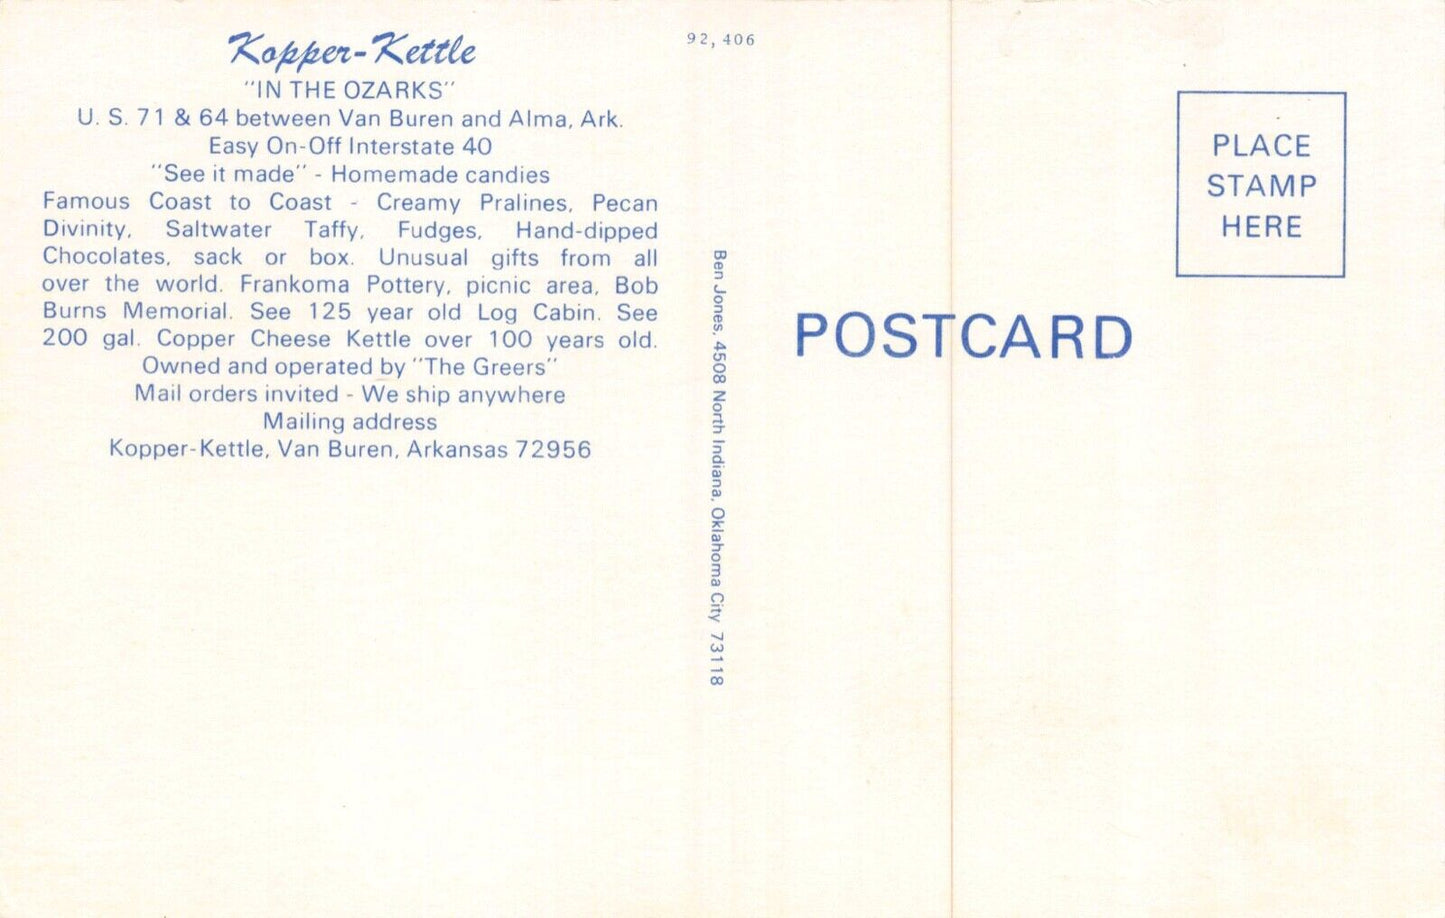 Kopper-Kettle
"IN THE OZARKS"
U. S. 71 & 64 between Van Buren and Alma, Ark.
Easy On-Off Interstate 40
"See it made" - Homemade candies
Famous Coast to Coast - Creamy Pralines, Pecan
Divinity, Saltwater Taffy, Fudges, Hand-dipped
Chocolates, sack or box. Unusual gifts from all
over the world. Frankoma Pottery, picnic area, Bob
Burns Memorial. See 125 year old Log Cabin. See
200 gal. Copper Cheese Kettle over 100 years old.
Owned and operated by "The Greers"
Mail orders invited - We ship anywhere
Mailing address
Kopper-Kettle, Van Buren, Arkansas 72956
92, 406
Ben Jones, 4508 North Indiana, Oklahoma City 73118
PLACE
STAMP
HERE
POSTCARD